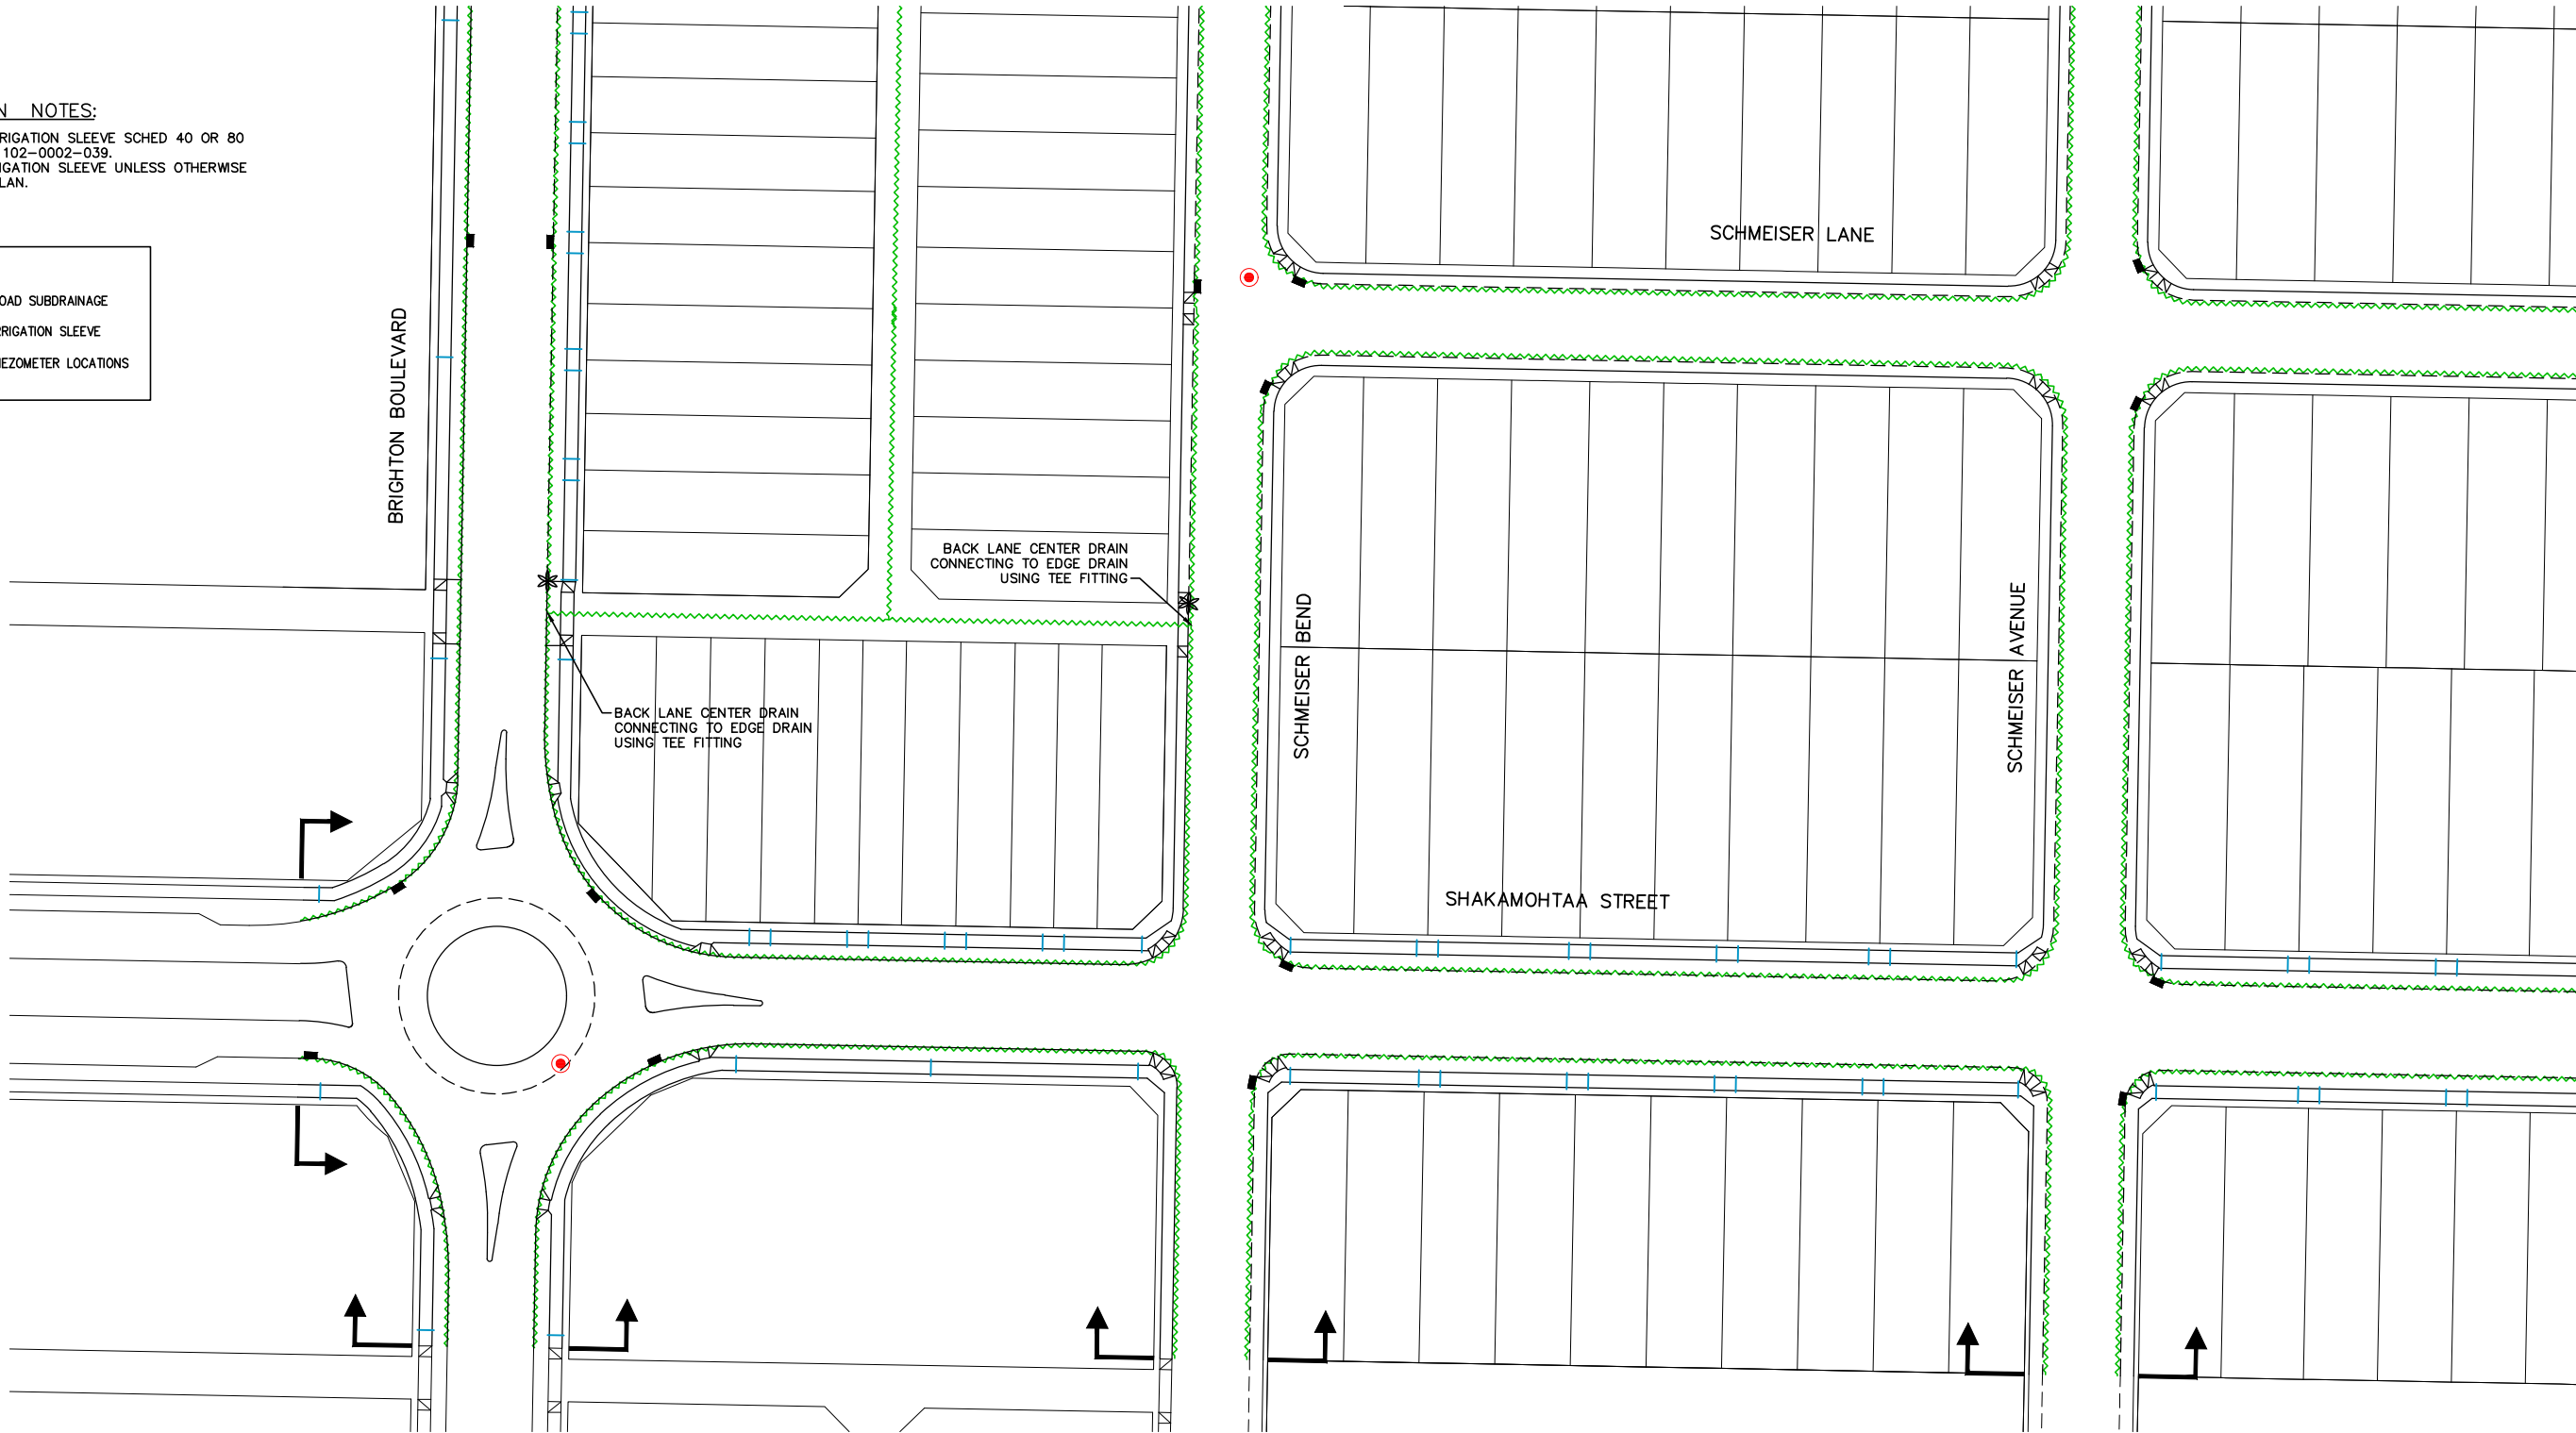 N NOTES:
RIGATION SLEEVE SCHED 40 OR 80
102-0002-039.
IGATION SLEEVE UNLESS OTHERWISE
LAN.
OAD SUBDRAINAGE
RRIGATION SLEEVE
IEZOMETER LOCATIONS
BRIGHTON BOULEVARD
SCHMEISER LANE
BACK LANE CENTER DRAIN
CONNECTING TO EDGE DRAIN
USING TEE FITTING
BACK LANE CENTER DRAIN
CONNECTING TO EDGE DRAIN
USING TEE FITTING
SCHMEISER BEND
SCHMEISER AVENUE
SHAKAMOHTAA STREET